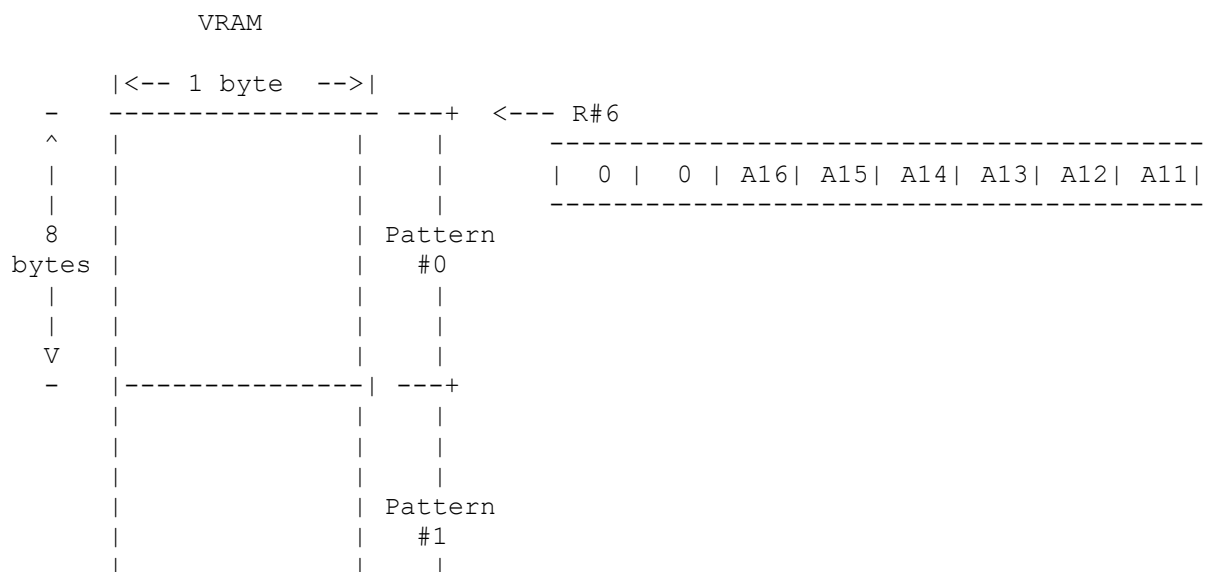 VRAM

       |<-- 1 byte  -->|
   -   ----------------- ---+  <--- R#6
   ^   |               |    |      -----------------------------------------
   |   |               |    |      |  0 |  0 | A16| A15| A14| A13| A12| A11|
   |   |               |    |      -----------------------------------------
   8   |               | Pattern
 bytes |               |   #0
   |   |               |    |
   |   |               |    |
   V   |               |    |
   -   |---------------| ---+
       |               |    |
       |               |    |
       |               |    |
       |               | Pattern
       |               |   #1
       |               |    |